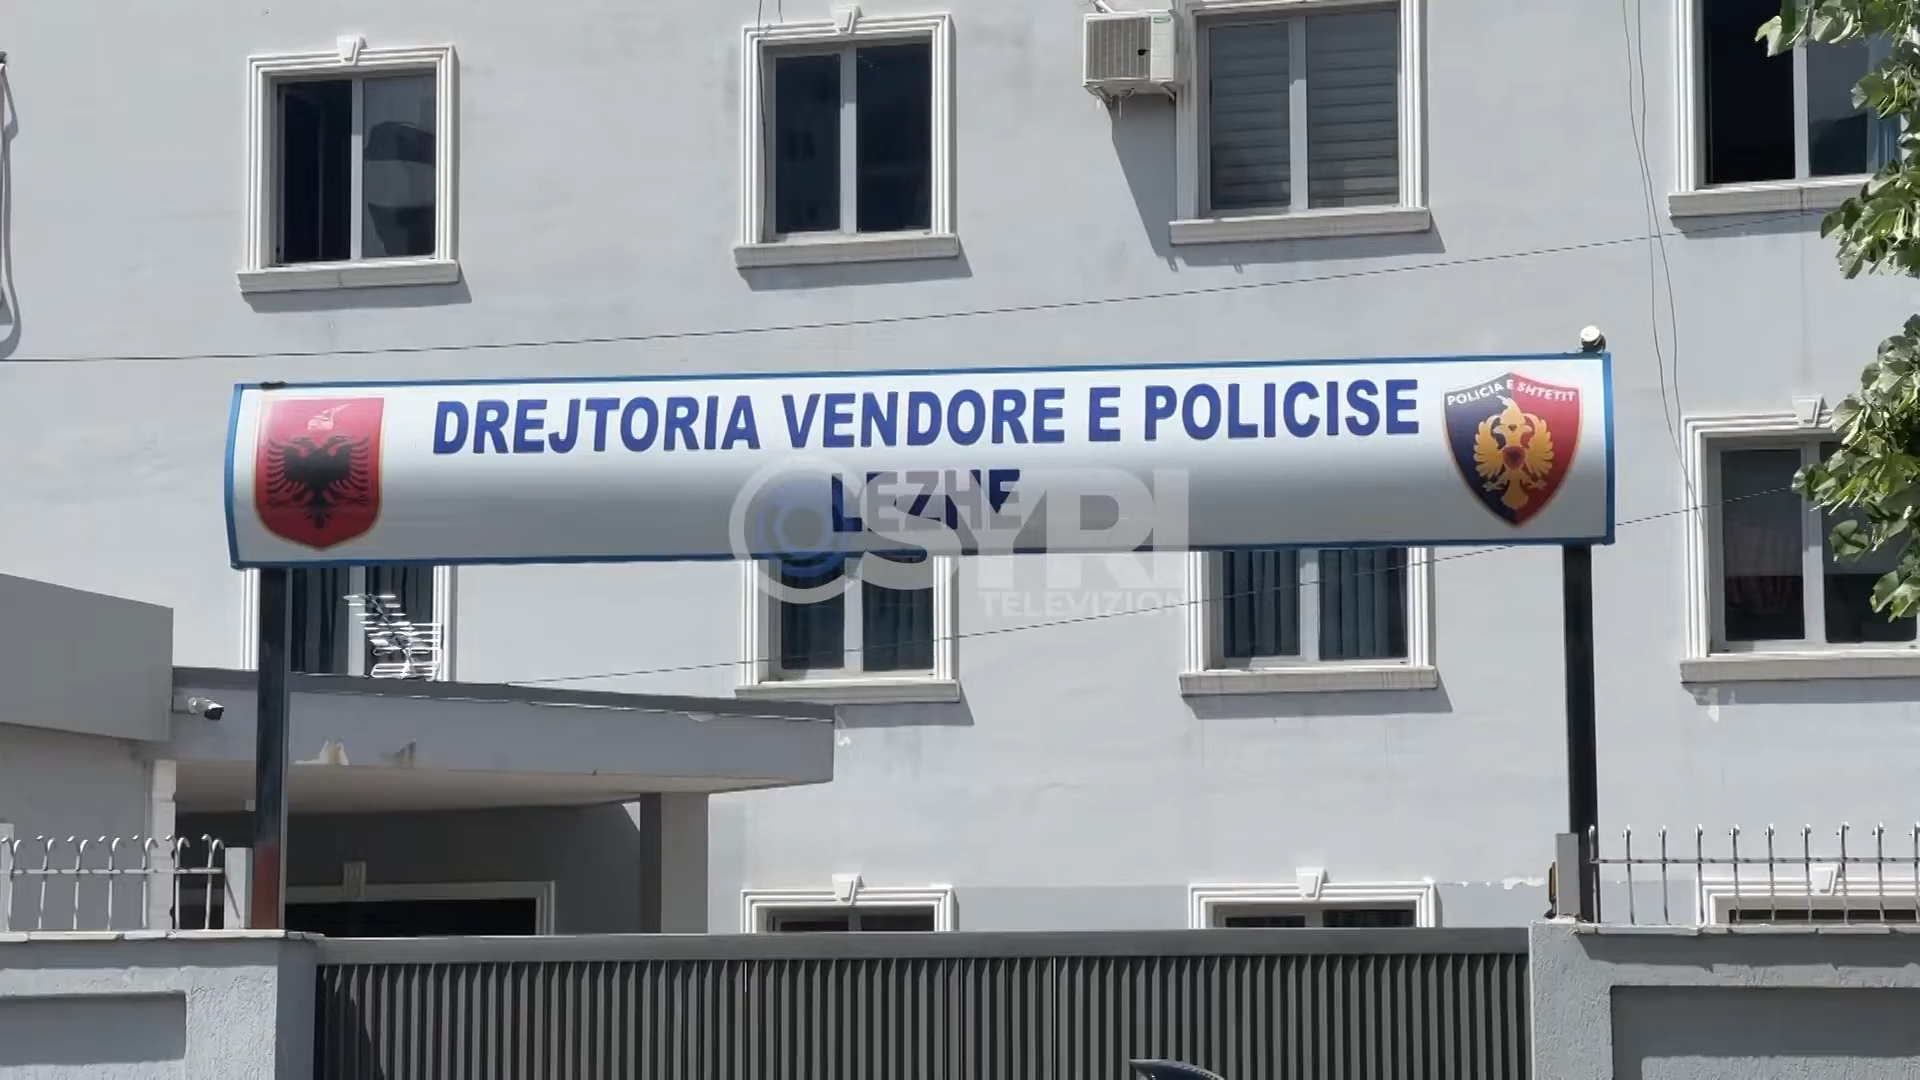 DREJTORIA VENDORE E POLICISE
LEZHE
POLICIA E SHTETIT
SYRI
TELEVIZION